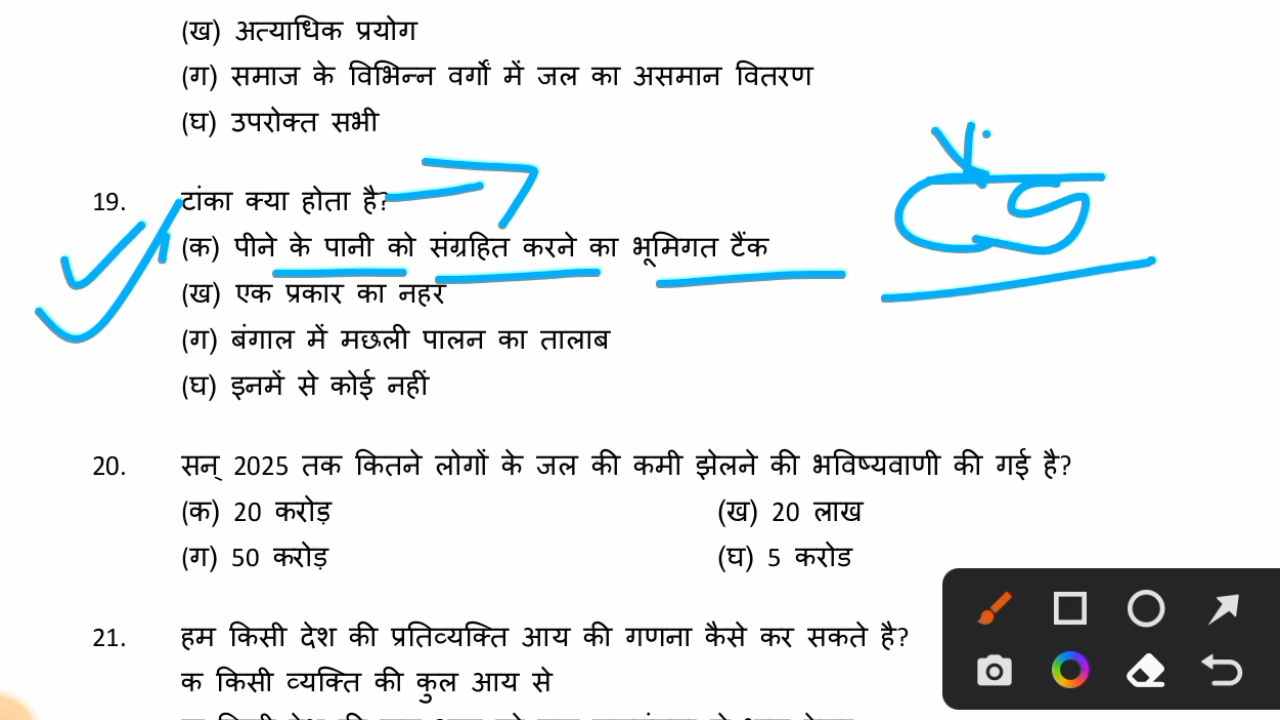 (ख) अत्याधिक प्रयोग
(ग) समाज के विभिन्न वर्गों में जल का असमान वितरण
(घ) उपरोक्त सभी
19. टांका क्या होता है?
(क) पीने के पानी को संग्रहित करने का भूमिगत टैंक
(ख) एक प्रकार का नहर
(ग) बंगाल में मछली पालन का तालाब
(घ) इनमें से कोई नहीं
20. सन् 2025 तक कितने लोगों के जल की कमी झेलने की भविष्यवाणी की गई है?
(क) 20 करोड़ (ख) 20 लाख
(ग) 50 करोड़ (घ) 5 करोड
21. हम किसी देश की प्रतिव्यक्ति आय की गणना कैसे कर सकते है?
क किसी व्यक्ति की कुल आय से